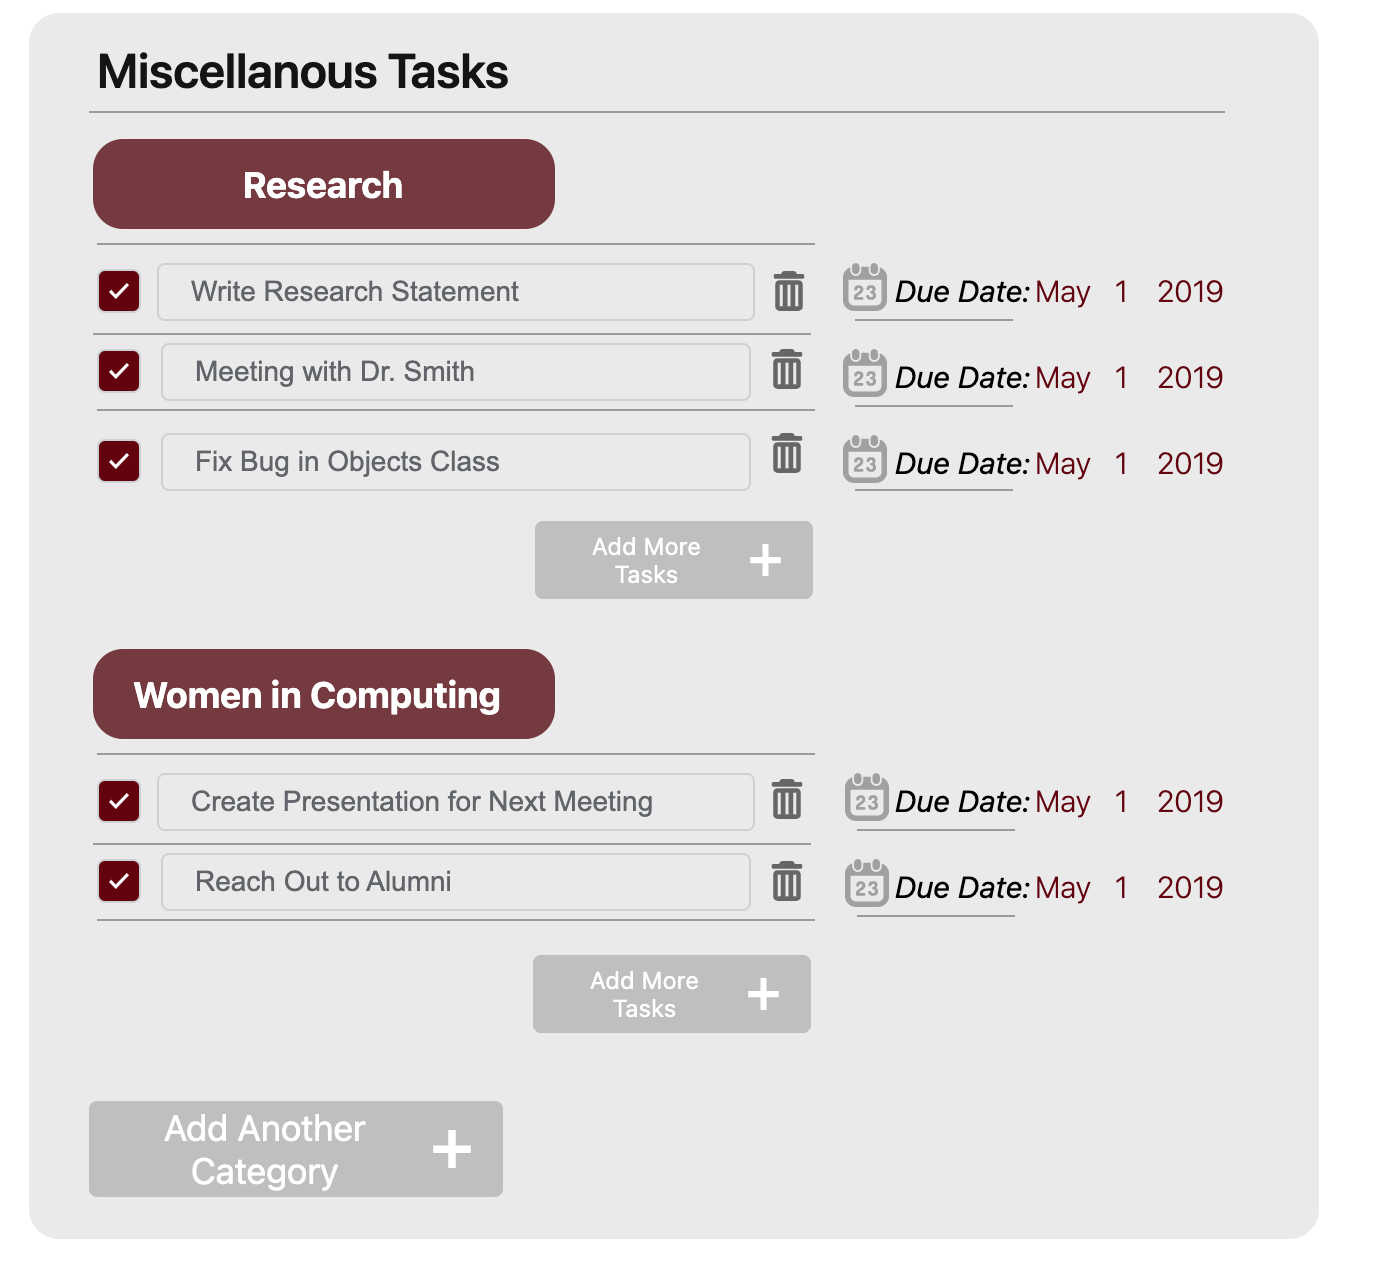 Miscellanous Tasks
Research
Write Research Statement
23 Due Date: May 1 2019
Meeting with Dr. Smith
23 Due Date: May 1 2019
Fix Bug in Objects Class
23 Due Date: May 1 2019
Add More
Tasks
Women in Computing
Create Presentation for Next Meeting
23 Due Date: May 1 2019
Reach Out to Alumni
23 Due Date: May 1 2019
Add More
Tasks
Add Another
Category